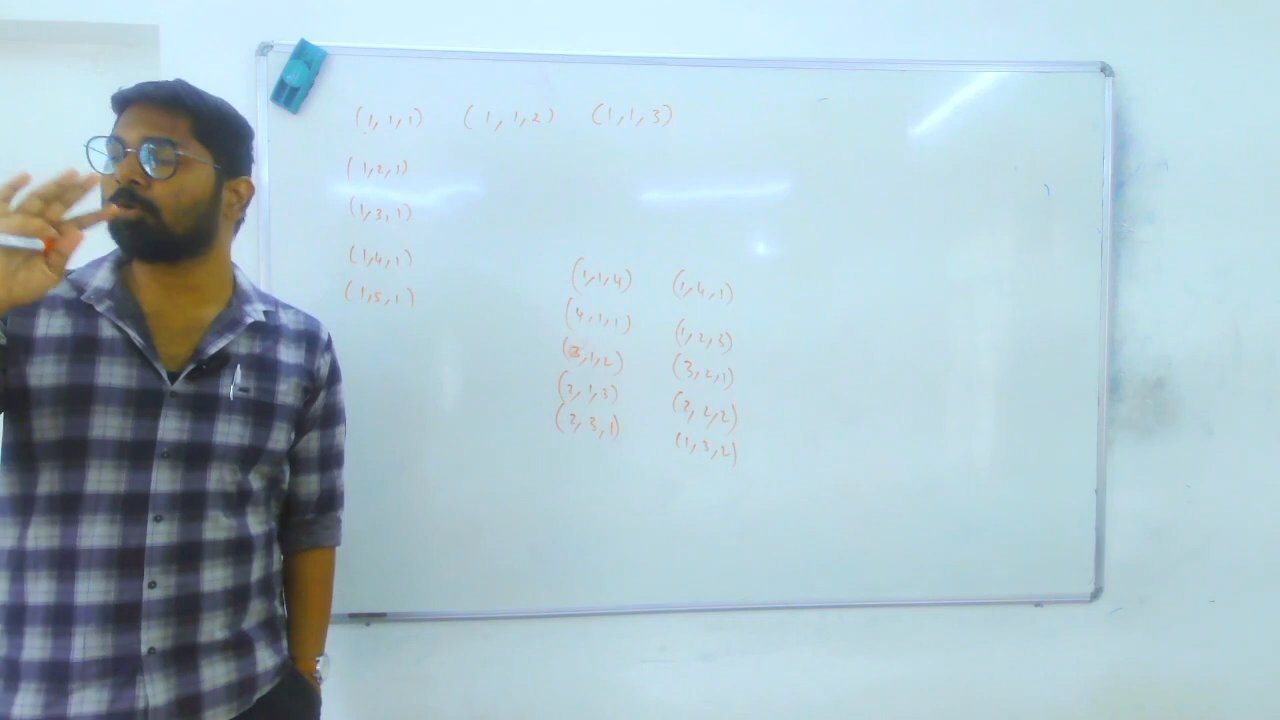 (1, 1, 1) (1, 1, 2) (1, 1, 3)
(1, 2, 1)
(1, 3, 1)
(1, 4, 1)
(1, 5, 1)
(1, 1, 4) (1, 4, 1)
(4, 1, 1) (1, 2, 3)
(3, 1, 2) (3, 2, 1)
(2, 1, 3) (2, 2, 2)
(2, 3, 1) (1, 3, 2)